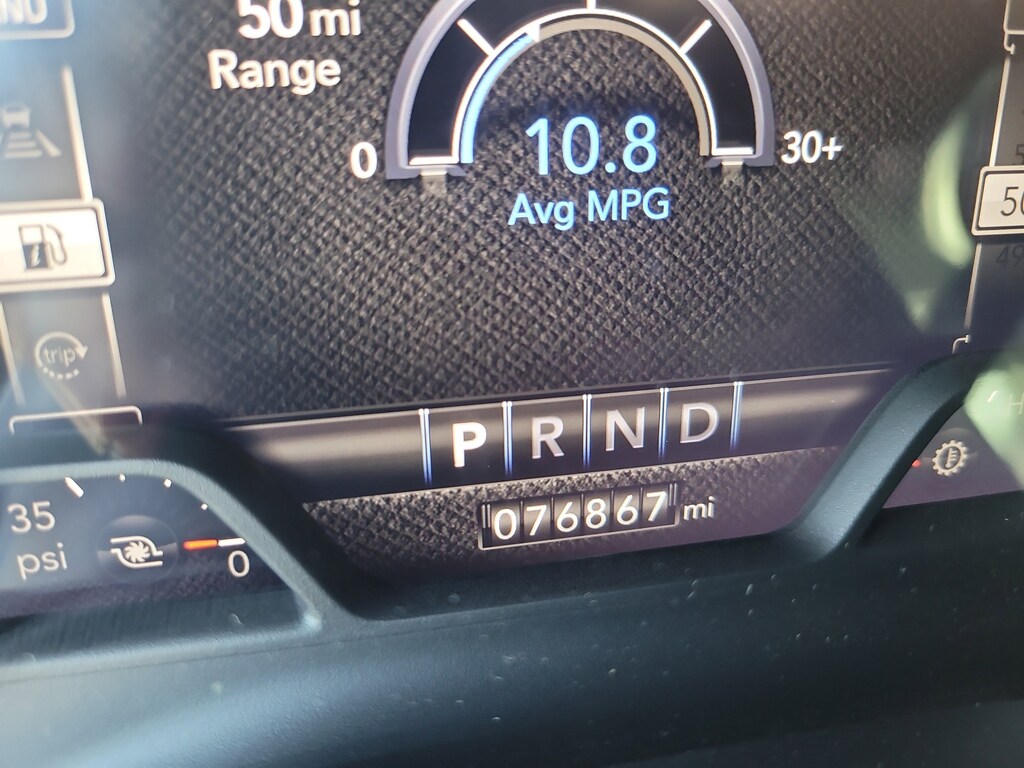 50 mi
Range
0
30+
10.8
Avg MPG
trip
P R N D
076867 mi
35
psi
0